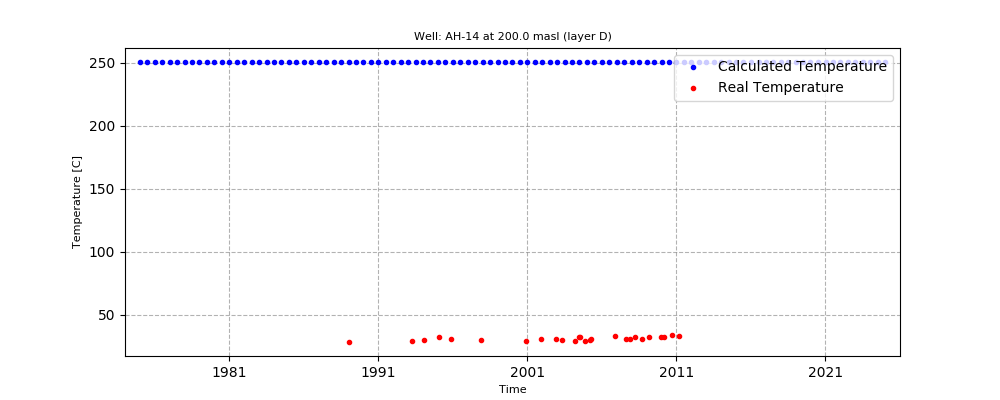 Well: AH-14 at 200.0 masl (layer D)
250
200
150
100
50
Temperature [C]
Calculated Temperature
Real Temperature
1981 1991 2001 2011 2021
Time